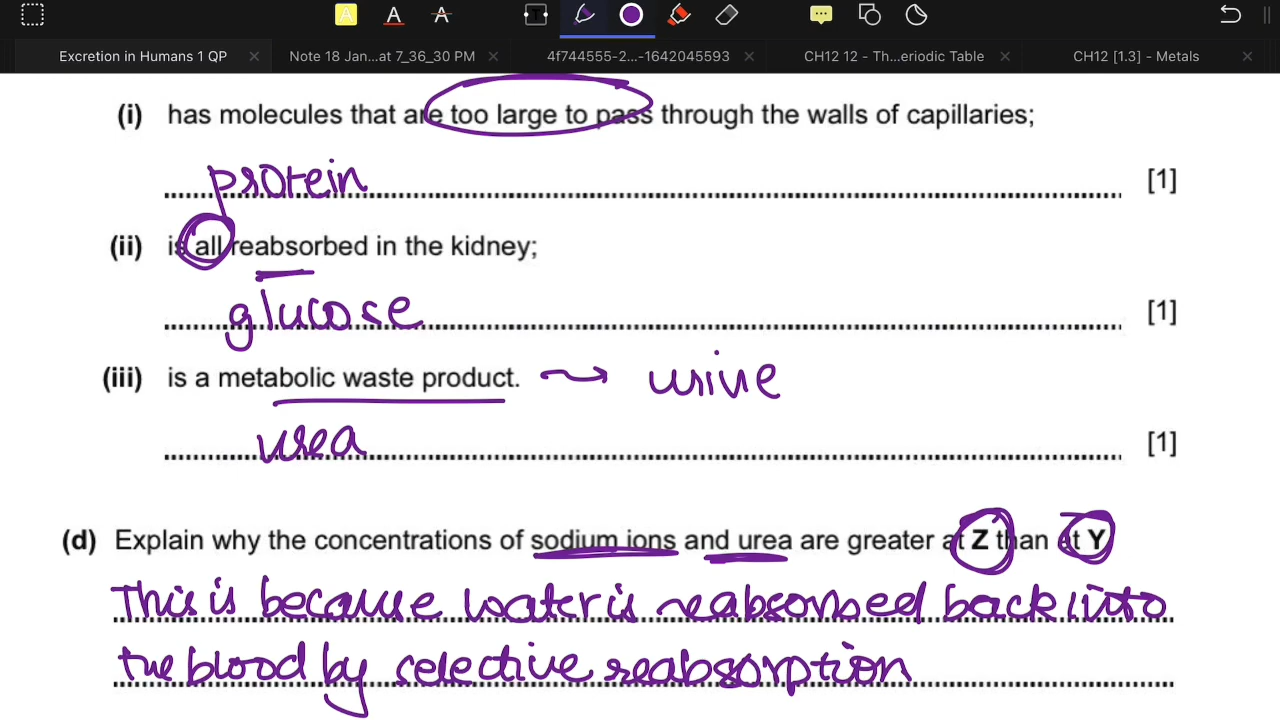 A A A T
Excretion in Humans 1 QP × Note 18 Jan...at 7_36_30 PM × 4f744555-2...-1642045593 × CH12 12 - Th...eriodic Table × CH12 [1.3] - Metals ×
(i) has molecules that are too large to pass through the walls of capillaries;
protein [1]
(ii) is all reabsorbed in the kidney;
glucose [1]
(iii) is a metabolic waste product. → urine
urea [1]
(d) Explain why the concentrations of sodium ions and urea are greater at Z than at Y
This is because water is reabsorbed back into
the blood by selective reabsorption